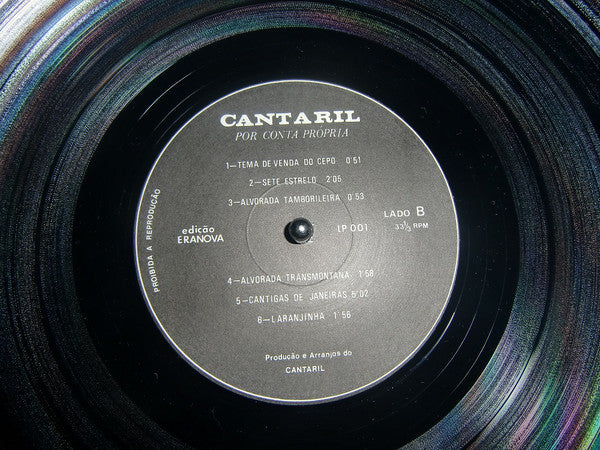 CANTARIL
POR CONTA PRÓPRIA
1—TEMA DE VENDA DO CEPO 0'51
2—SETE ESTRELO 2'05
3—ALVORADA TAMBORILEIRA 0'53
PROIBIDA A REPRODUÇÃO
edição
ERANOVA
LP 001
LADO B
33⅓ RPM
4—ALVORADA TRANSMONTANA 1'58
5—CANTIGAS DE JANEIRAS 5'02
6—LARANJINHA 1'56
Produção e Arranjos do
CANTARIL